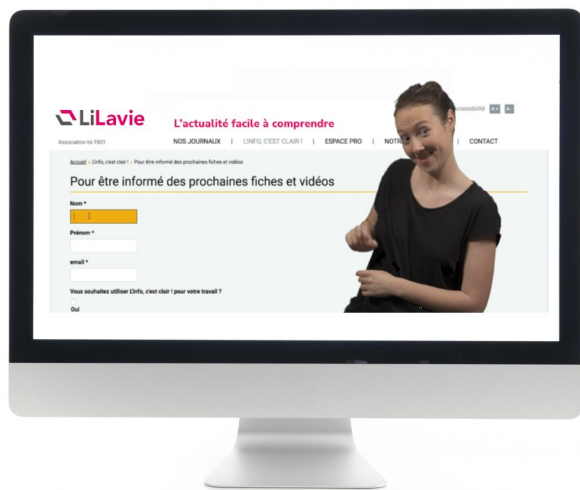 LiLavie
L'actualité facile à comprendre
Accessibilité A+ A-
Association loi 1901
NOS JOURNAUX | L'INFO, C'EST CLAIR ! | ESPACE PRO | NOTRE | CONTACT
Accueil › L'info, c'est clair ! › Pour être informé des prochaines fiches et vidéos
Pour être informé des prochaines fiches et vidéos
Nom *
Prénom *
email *
Vous souhaitez utiliser L'info, c'est clair ! pour votre travail ?
Oui